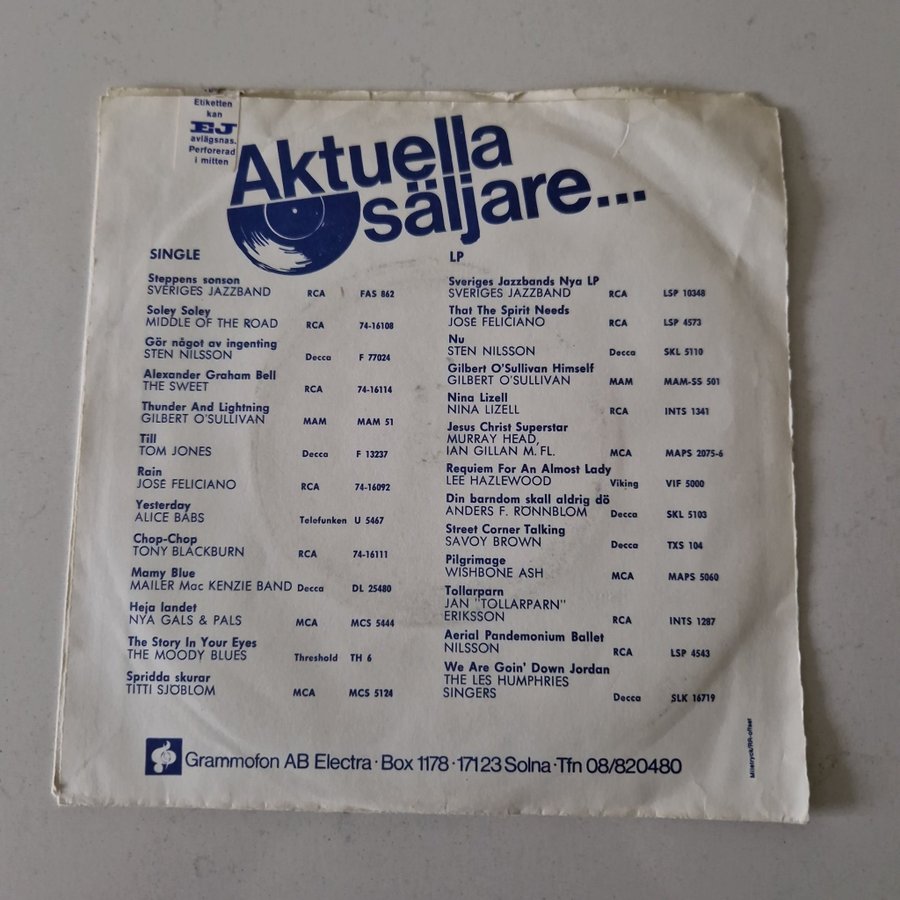 Etiketten
kan
EJ
avlägsnas.
Perforerad
i mitten
Aktuella
säljare...
SINGLE
Steppens sonson
SVERIGES JAZZBAND RCA FAS 862
Soley Soley
MIDDLE OF THE ROAD RCA 74-16108
Gör något av ingenting
STEN NILSSON Decca F 77024
Alexander Graham Bell
THE SWEET RCA 74-16114
Thunder And Lightning
GILBERT O'SULLIVAN MAM MAM 51
Till
TOM JONES Decca F 13237
Rain
JOSÉ FELICIANO RCA 74-16092
Yesterday
ALICE BABS Telefunken U 5467
Chop-Chop
TONY BLACKBURN RCA 74-16111
Mamy Blue
MAILER Mac KENZIE BAND Decca DL 25480
Heja landet
NYA GALS & PALS MCA MCS 5444
The Story In Your Eyes
THE MOODY BLUES Threshold TH 6
Spridda skurar
TITTI SJÖBLOM MCA MCS 5124
LP
Sveriges Jazzbands Nya LP
SVERIGES JAZZBAND RCA LSP 10348
That The Spirit Needs
JOSÉ FELICIANO RCA LSP 4573
Nu
STEN NILSSON Decca SKL 5110
Gilbert O'Sullivan Himself
GILBERT O'SULLIVAN MAM MAM-SS 501
Nina Lizell
NINA LIZELL RCA INTS 1341
Jesus Christ Superstar
MURRAY HEAD,
IAN GILLAN M. FL. MCA MAPS 2075-6
Requiem For An Almost Lady
LEE HAZLEWOOD Viking VIF 5000
Din barndom skall aldrig dö
ANDERS F. RÖNNBLOM Decca SKL 5103
Street Corner Talking
SAVOY BROWN Decca TXS 104
Pilgrimage
WISHBONE ASH MCA MAPS 5060
Tollarparn
JAN "TOLLARPARN"
ERIKSSON RCA INTS 1287
Aerial Pandemonium Ballet
NILSSON RCA LSP 4543
We Are Goin' Down Jordan
THE LES HUMPHRIES
SINGERS Decca SLK 16719
Grammofon AB Electra · Box 1178 · 171 23 Solna · Tfn 08/820480